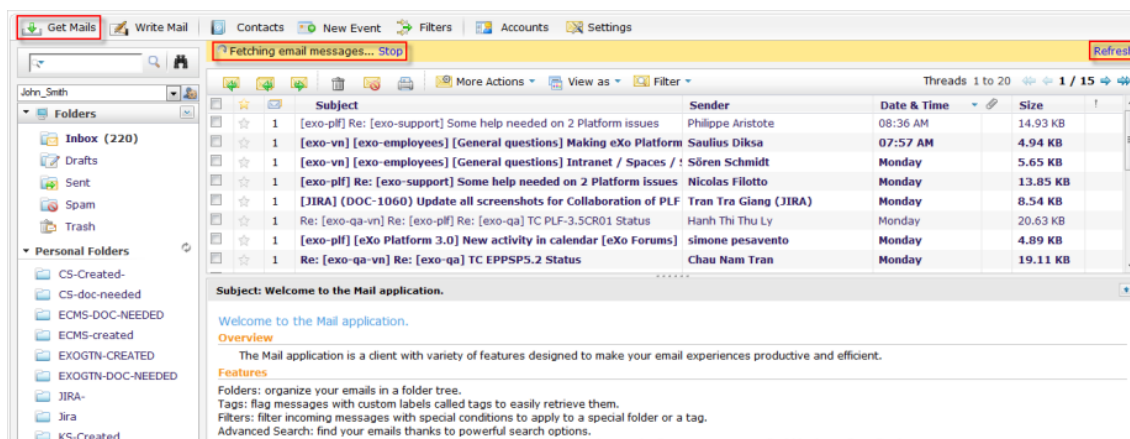 Get Mails Write Mail Contacts New Event Filters Accounts Settings
Fetching email messages... Stop Refresh
More Actions View as Filter Threads 1 to 20 1 / 15
John_Smith
Subject Sender Date & Time Size !
1 [exo-plf] Re: [exo-support] Some help needed on 2 Platform issues Philippe Aristote 08:36 AM 14.93 KB
1 [exo-vn] [exo-employees] [General questions] Making eXo Platform Saulius Diksa 07:57 AM 4.94 KB
1 [exo-vn] [exo-employees] [General questions] Intranet / Spaces / Sören Schmidt Monday 5.65 KB
1 [exo-plf] Re: [exo-support] Some help needed on 2 Platform issues Nicolas Filotto Monday 13.85 KB
1 [JIRA] (DOC-1060) Update all screenshots for Collaboration of PLF Tran Tra Giang (JIRA) Monday 8.54 KB
1 Re: [exo-qa-vn] Re: [exo-plf] Re: [exo-qa] TC PLF-3.5CR01 Status Hanh Thi Thu Ly Monday 20.63 KB
1 [exo-plf] [eXo Platform 3.0] New activity in calendar [eXo Forums] simone pesavento Monday 4.89 KB
1 Re: [exo-qa-vn] Re: [exo-qa] TC EPPSP5.2 Status Chau Nam Tran Monday 19.11 KB
Folders
Inbox (220)
Drafts
Sent
Spam
Trash
Personal Folders
CS-Created-
CS-doc-needed
ECMS-DOC-NEEDED
ECMS-created
EXOGTN-CREATED
EXOGTN-DOC-NEEDED
JIRA-
Jira
KS-Created
Subject: Welcome to the Mail application.
Welcome to the Mail application.
Overview
The Mail application is a client with variety of features designed to make your email experiences productive and efficient.
Features
Folders: organize your emails in a folder tree.
Tags: flag messages with custom labels called tags to easily retrieve them.
Filters: filter incoming messages with special conditions to apply to a special folder or a tag.
Advanced Search: find your emails thanks to powerful search options.